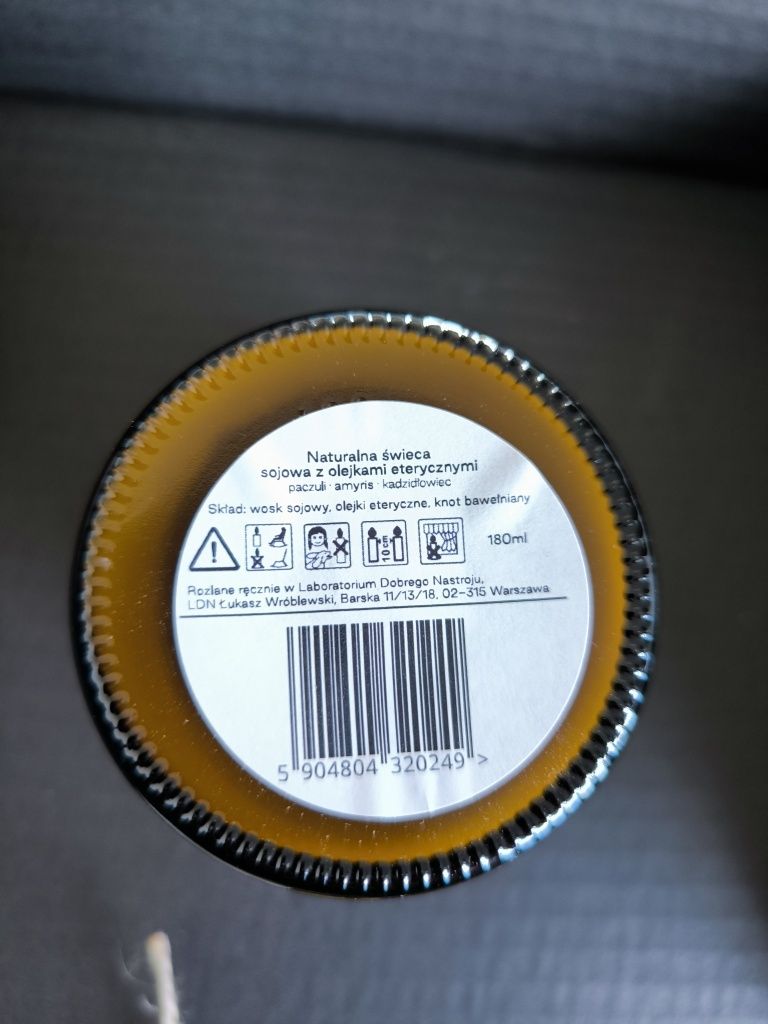 Naturalna świeca
sojowa z olejkami eterycznymi
paczuli · amyris · kadzidłowiec
Skład: wosk sojowy, olejki eteryczne, knot bawełniany
10 cm
180ml
Rozlane ręcznie w Laboratorium Dobrego Nastroju,
LDN Łukasz Wróblewski, Barska 11/13/18, 02-315 Warszawa
5 904804 320249 >